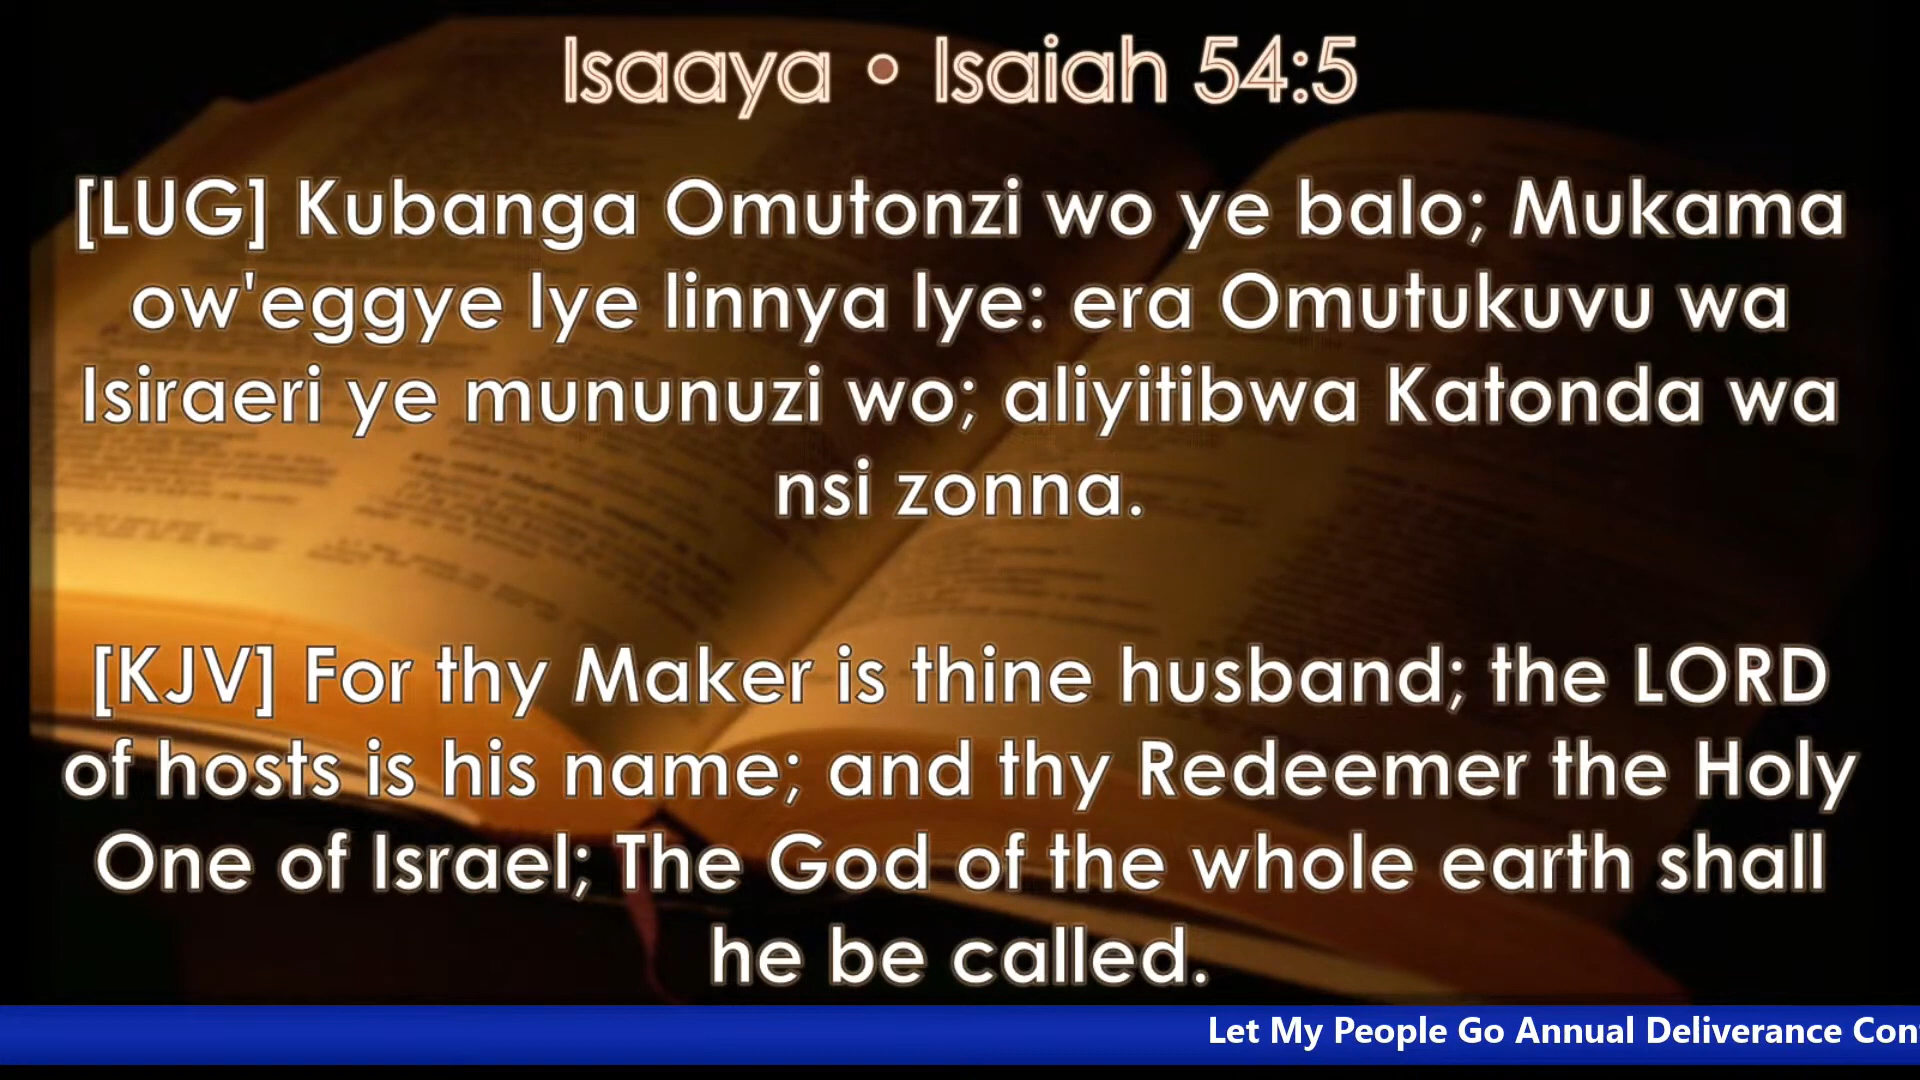 Isaaya • Isaiah 54:5
[LUG] Kubanga Omutonzi wo ye balo; Mukama
ow'eggye lye linnya lye: era Omutukuvu wa
Isiraeri ye mununuzi wo; aliyitibwa Katonda wa
nsi zonna.
[KJV] For thy Maker is thine husband; the LORD
of hosts is his name; and thy Redeemer the Holy
One of Israel; The God of the whole earth shall
he be called.
Let My People Go Annual Deliverance